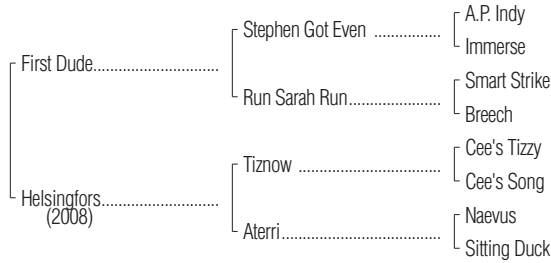 A.P. Indy
Stephen Got Even ................
Immerse
First Dude..............................
Smart Strike
Run Sarah Run......................
Breech
Cee's Tizzy
Tiznow ...................................
Cee's Song
Helsingfors............................
(2008)
Naevus
Aterri.......................................
Sitting Duck